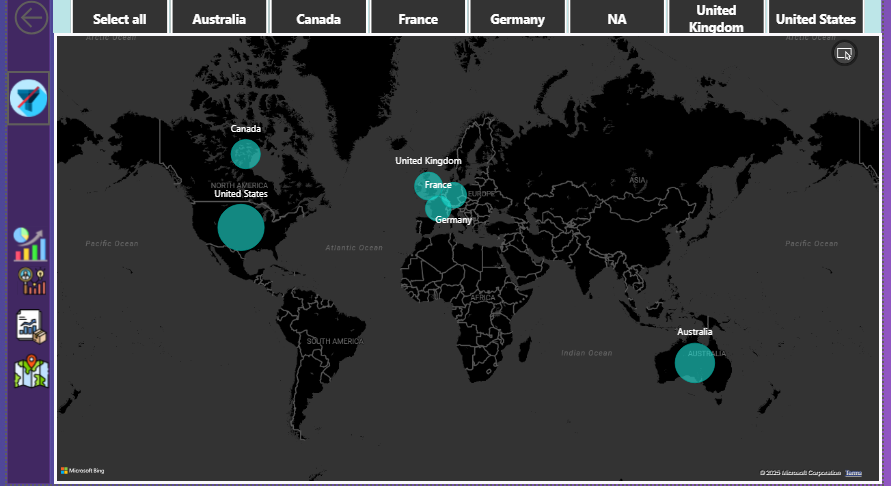 Select all
Australia
Canada
France
Germany
NA
United
Kingdom
United States
Arctic Ocean
Arctic Ocean
Canada
United Kingdom
NORTH AMERICA
France
ASIA
United States
EUROPE
Germany
Pacific Ocean
Atlantic Ocean
Pacific Ocean
AFRICA
Australia
SOUTH AMERICA
Indian Ocean
AUSTRALIA
Microsoft Bing
© 2025 Microsoft Corporation Terms